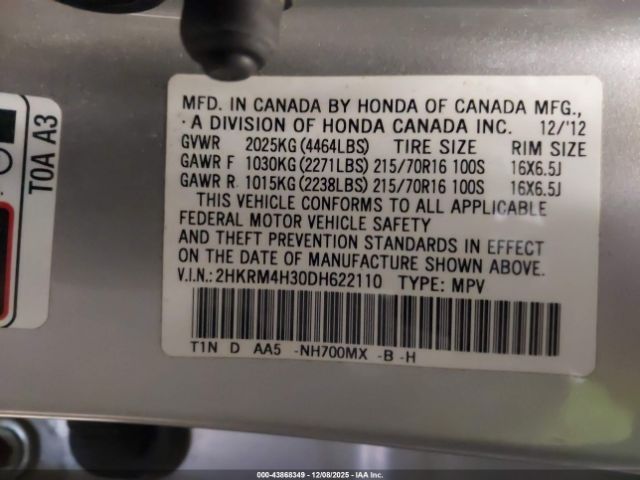 MFD. IN CANADA BY HONDA OF CANADA MFG.,
· A DIVISION OF HONDA CANADA INC. 12/'12
GVWR 2025KG(4464LBS) TIRE SIZE RIM SIZE
GAWR F 1030KG(2271LBS) 215/70R16 100S 16X6.5J
GAWR R 1015KG(2238LBS) 215/70R16 100S 16X6.5J
THIS VEHICLE CONFORMS TO ALL APPLICABLE
FEDERAL MOTOR VEHICLE SAFETY
AND THEFT PREVENTION STANDARDS IN EFFECT
ON THE DATE OF MANUFACTURE SHOWN ABOVE.
V.I.N.: 2HKRM4H30DH622110 TYPE: MPV
T1N D AA5 -NH700MX -B -H
T0A A3
000-43868349 - 12/08/2025 - IAA Inc.